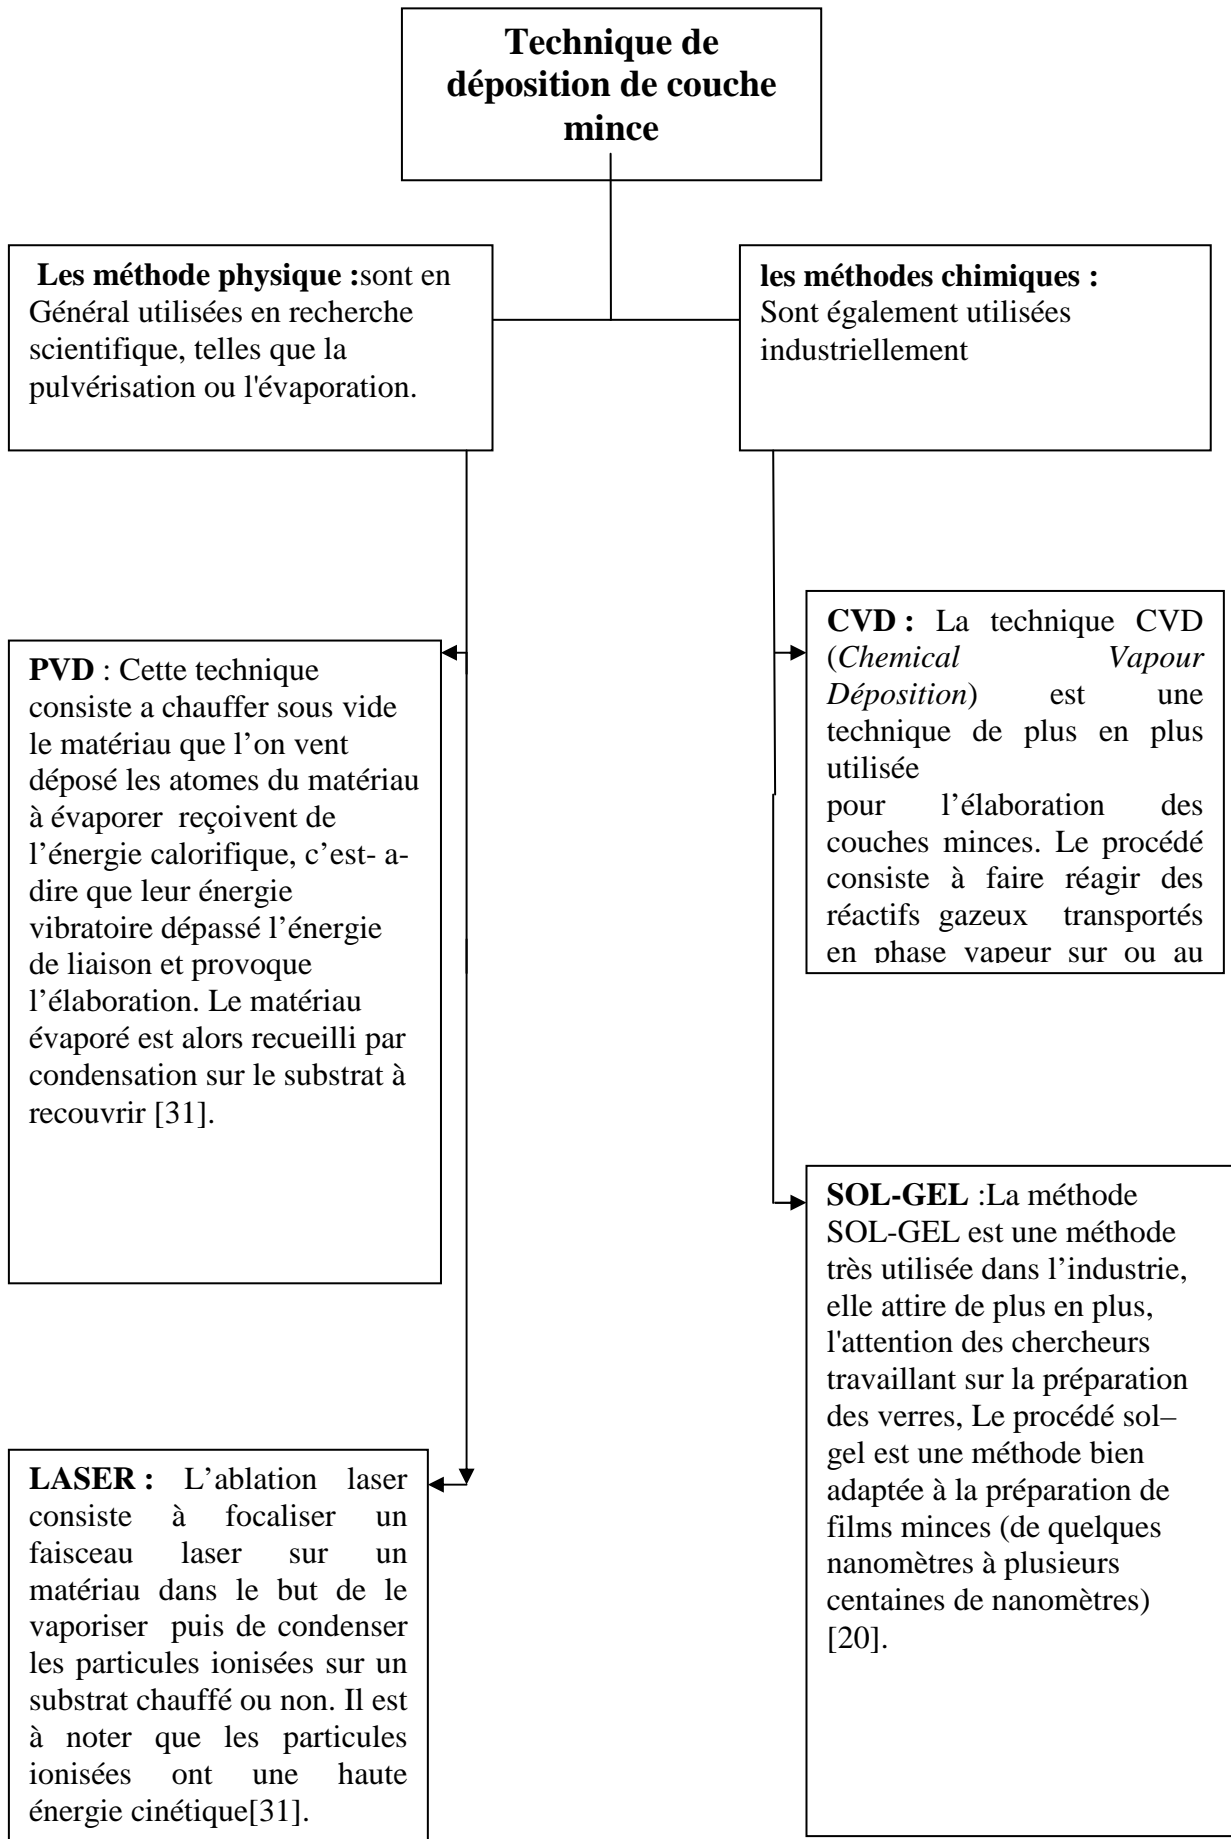 Technique de
déposition de couche
mince
Les méthode physique :sont en
Général utilisées en recherche
scientifique, telles que la
pulvérisation ou l'évaporation.
les méthodes chimiques :
Sont également utilisées
industriellement
PVD : Cette technique
consiste a chauffer sous vide
le matériau que l’on vent
déposé les atomes du matériau
à évaporer reçoivent de
l’énergie calorifique, c’est- a-
dire que leur énergie
vibratoire dépassé l’énergie
de liaison et provoque
l’élaboration. Le matériau
évaporé est alors recueilli par
condensation sur le substrat à
recouvrir [31].
CVD : La technique CVD
(Chemical Vapour
Déposition) est une
technique de plus en plus
utilisée
pour l’élaboration des
couches minces. Le procédé
consiste à faire réagir des
réactifs gazeux transportés
en phase vapeur sur ou au
LASER : L’ablation laser
consiste à focaliser un
faisceau laser sur un
matériau dans le but de le
vaporiser puis de condenser
les particules ionisées sur un
substrat chauffé ou non. Il est
à noter que les particules
ionisées ont une haute
énergie cinétique[31].
SOL-GEL :La méthode
SOL-GEL est une méthode
très utilisée dans l’industrie,
elle attire de plus en plus,
l'attention des chercheurs
travaillant sur la préparation
des verres, Le procédé sol–
gel est une méthode bien
adaptée à la préparation de
films minces (de quelques
nanomètres à plusieurs
centaines de nanomètres)
[20].